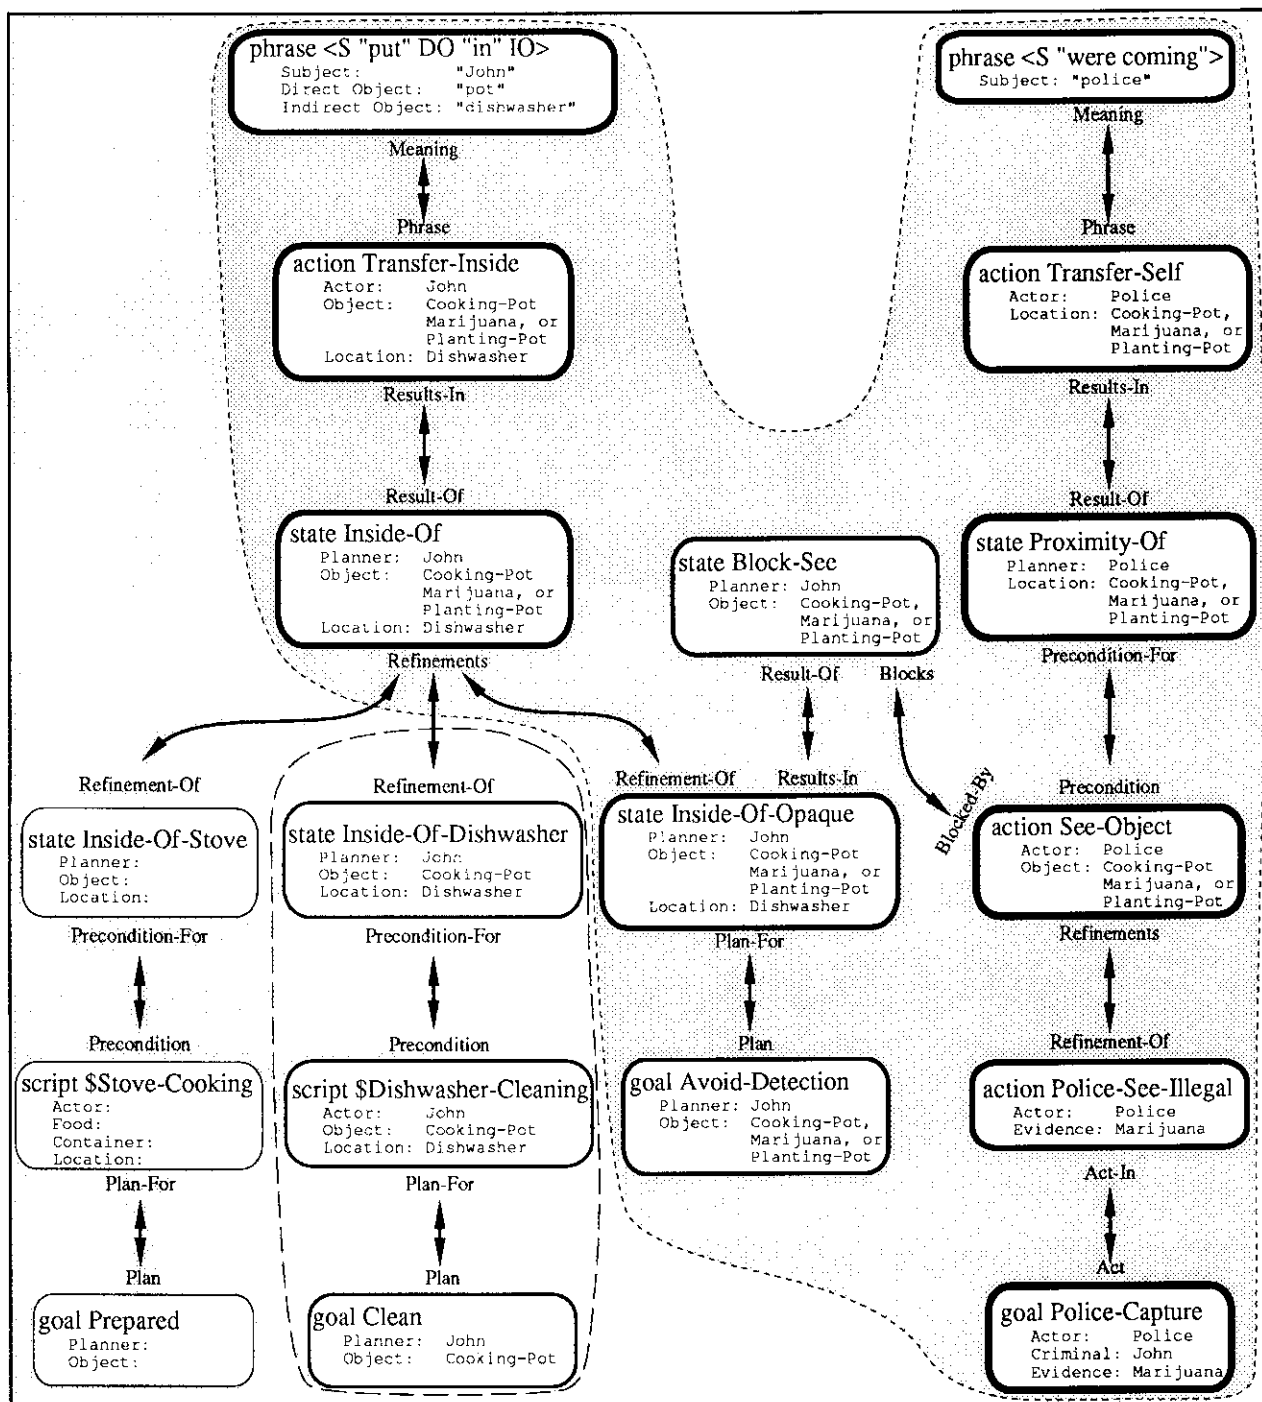 phrase <S "put" DO "in" IO>
Subject: "John"
Direct Object: "pot"
Indirect Object: "dishwasher"
Meaning
Phrase
action Transfer-Inside
Actor: John
Object: Cooking-Pot
Marijuana, or
Planting-Pot
Location: Dishwasher
Results-In
Result-Of
state Inside-Of
Planner: John
Object: Cooking-Pot
Marijuana, or
Planting-Pot
Location: Dishwasher
Refinements
phrase <S "were coming">
Subject: "police"
Meaning
Phrase
action Transfer-Self
Actor: Police
Location: Cooking-Pot,
Marijuana, or
Planting-Pot
Results-In
Result-Of
state Proximity-Of
Planner: Police
Location: Cooking-Pot,
Marijuana, or
Planting-Pot
Precondition-For
state Block-See
Planner: John
Object: Cooking-Pot,
Marijuana, or
Planting-Pot
Result-Of Blocks
Refinement-Of
state Inside-Of-Stove
Planner:
Object:
Location:
Precondition-For
Precondition
script $Stove-Cooking
Actor:
Food:
Container:
Location:
Plan-For
Plan
goal Prepared
Planner:
Object:
Refinement-Of
state Inside-Of-Dishwasher
Planner: John
Object: Cooking-Pot
Location: Dishwasher
Precondition-For
Precondition
script $Dishwasher-Cleaning
Actor: John
Object: Cooking-Pot
Location: Dishwasher
Plan-For
Plan
goal Clean
Planner: John
Object: Cooking-Pot
Refinement-Of Results-In
state Inside-Of-Opaque
Planner: John
Object: Cooking-Pot
Marijuana, or
Planting-Pot
Location: Dishwasher
Plan-For
Plan
goal Avoid-Detection
Planner: John
Object: Cooking-Pot,
Marijuana, or
Planting-Pot
Blocked-By
Precondition
action See-Object
Actor: Police
Object: Cooking-Pot
Marijuana, or
Planting-Pot
Refinements
Refinement-Of
action Police-See-Illegal
Actor: Police
Evidence: Marijuana
Act-In
Act
goal Police-Capture
Actor: Police
Criminal: John
Evidence: Marijuana